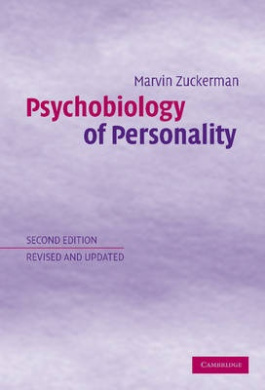 Marvin Zuckerman
Psychobiology
of Personality
SECOND EDITION
REVISED AND UPDATED
CAMBRIDGE